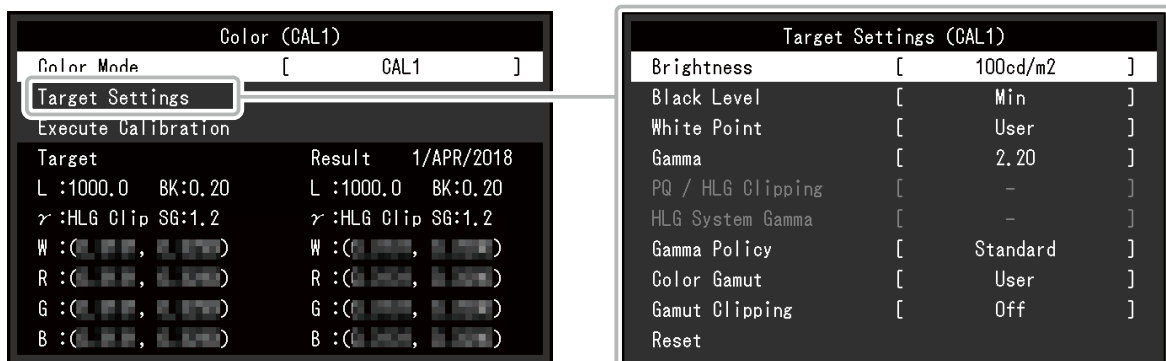 Color (CAL1)
Color Mode [ CAL1 ]
Target Settings
Execute Calibration
Target Result 1/APR/2018
L :1000.0 BK:0.20 L :1000.0 BK:0.20
γ:HLG Clip SG:1.2 γ:HLG Clip SG:1.2
W :( , ) W :( , )
R :( , ) R :( , )
G :( , ) G :( , )
B :( , ) B :( , )
Target Settings (CAL1)
Brightness [ 100cd/m2 ]
Black Level [ Min ]
White Point [ User ]
Gamma [ 2.20 ]
PQ / HLG Clipping [ - ]
HLG System Gamma [ - ]
Gamma Policy [ Standard ]
Color Gamut [ User ]
Gamut Clipping [ Off ]
Reset